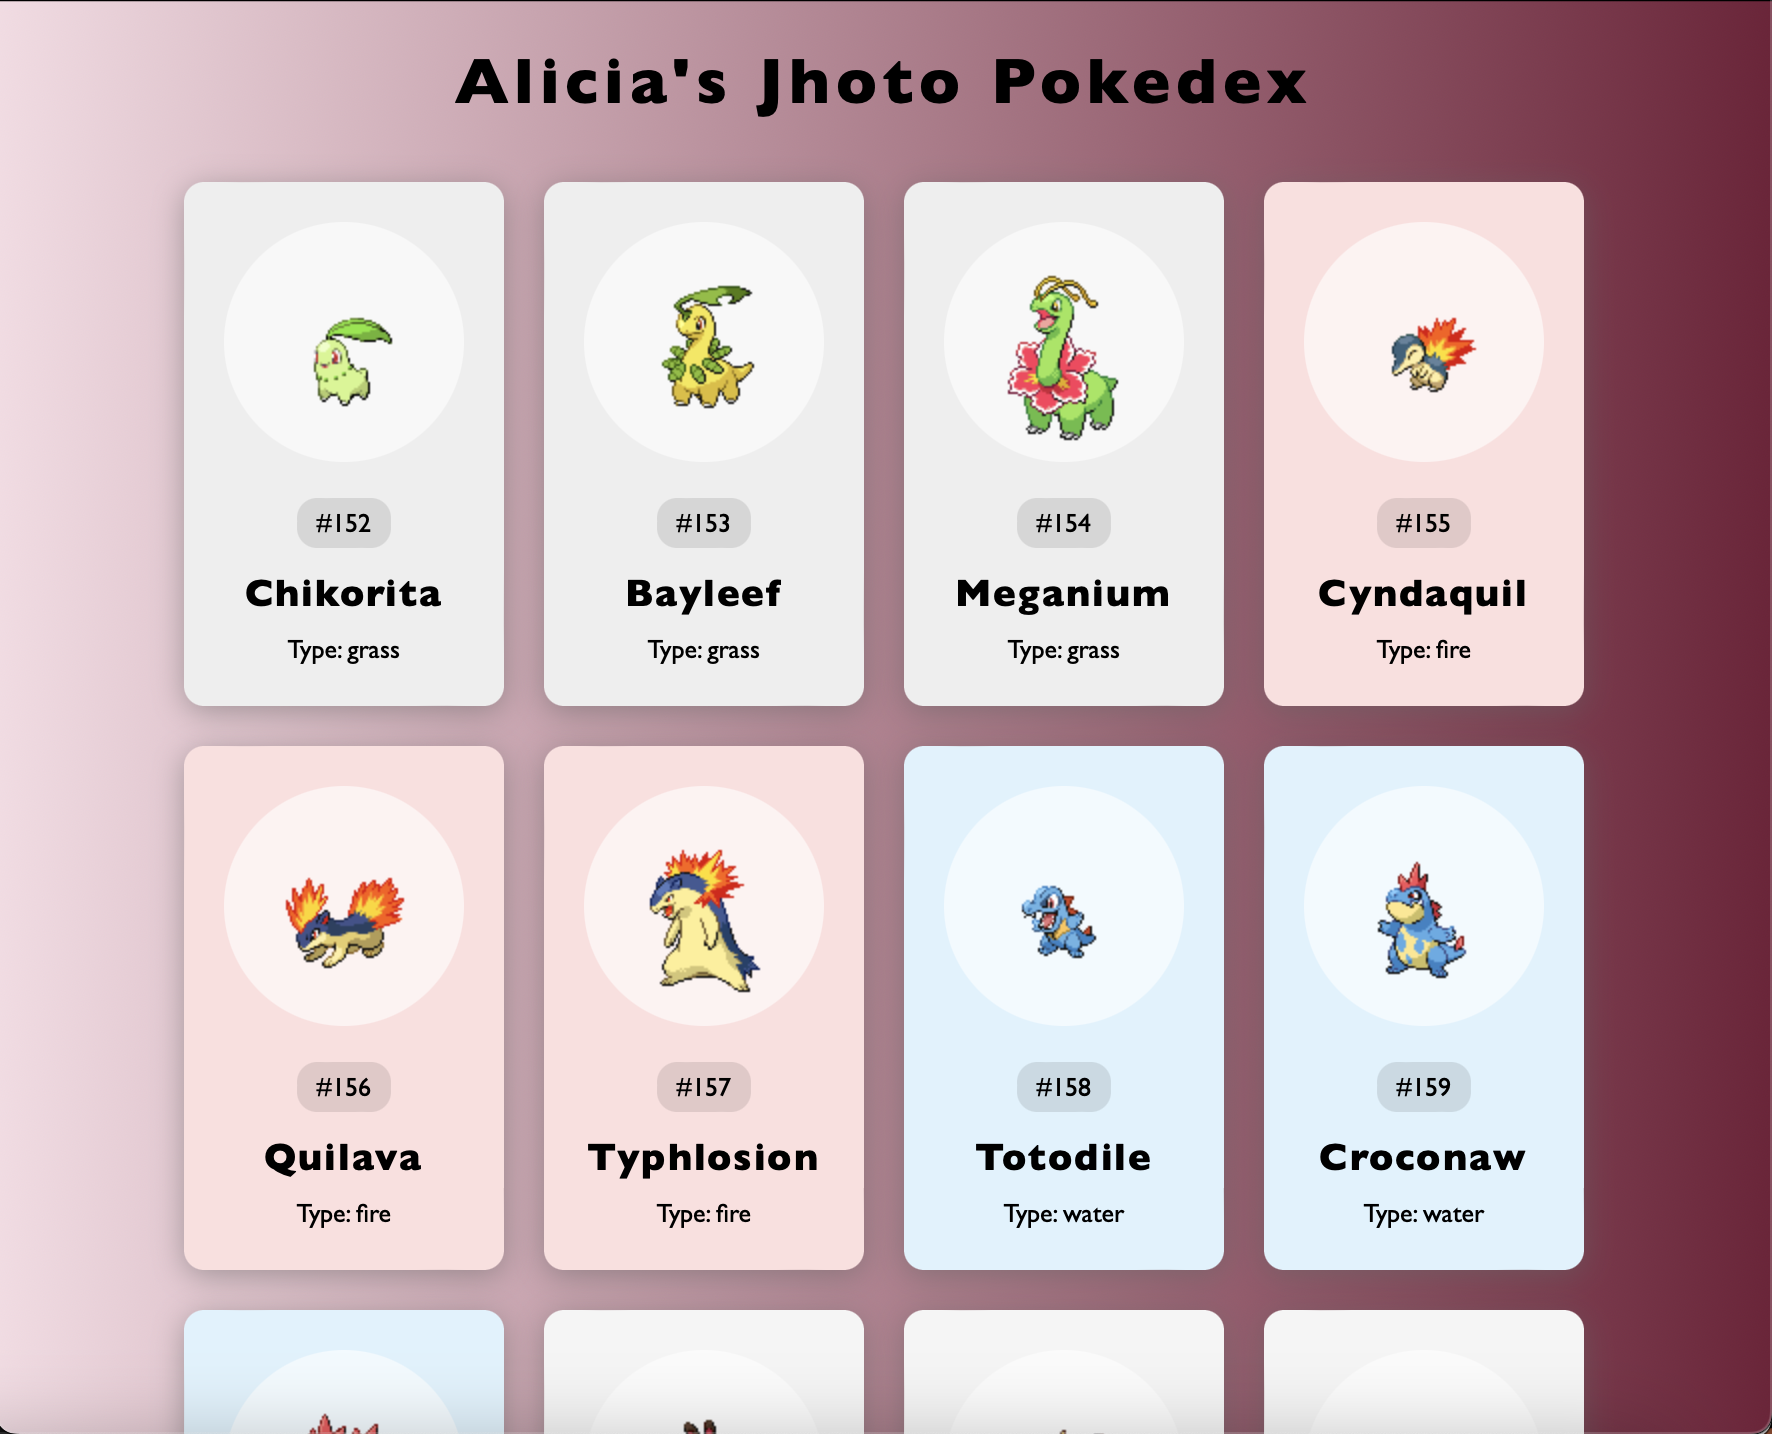 Alicia's Jhoto Pokedex
#152
Chikorita
Type: grass
#153
Bayleef
Type: grass
#154
Meganium
Type: grass
#155
Cyndaquil
Type: fire
#156
Quilava
Type: fire
#157
Typhlosion
Type: fire
#158
Totodile
Type: water
#159
Croconaw
Type: water